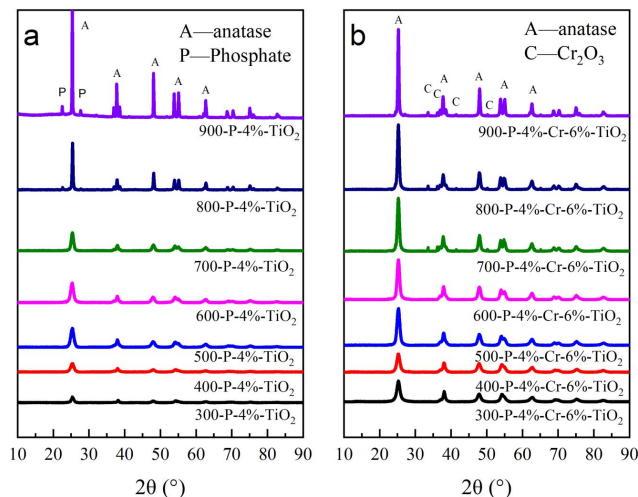 a
A—anatase
P—Phosphate
A
P
P
A
A
A
A
900-P-4%-TiO₂
800-P-4%-TiO₂
700-P-4%-TiO₂
600-P-4%-TiO₂
500-P-4%-TiO₂
400-P-4%-TiO₂
300-P-4%-TiO₂
10 20 30 40 50 60 70 80 90
2θ (°)
b
A—anatase
C—Cr₂O₃
A
C
C
A
C
A
C
A
A
900-P-4%-Cr-6%-TiO₂
800-P-4%-Cr-6%-TiO₂
700-P-4%-Cr-6%-TiO₂
600-P-4%-Cr-6%-TiO₂
500-P-4%-Cr-6%-TiO₂
400-P-4%-Cr-6%-TiO₂
300-P-4%-Cr-6%-TiO₂
10 20 30 40 50 60 70 80 90
2θ (°)